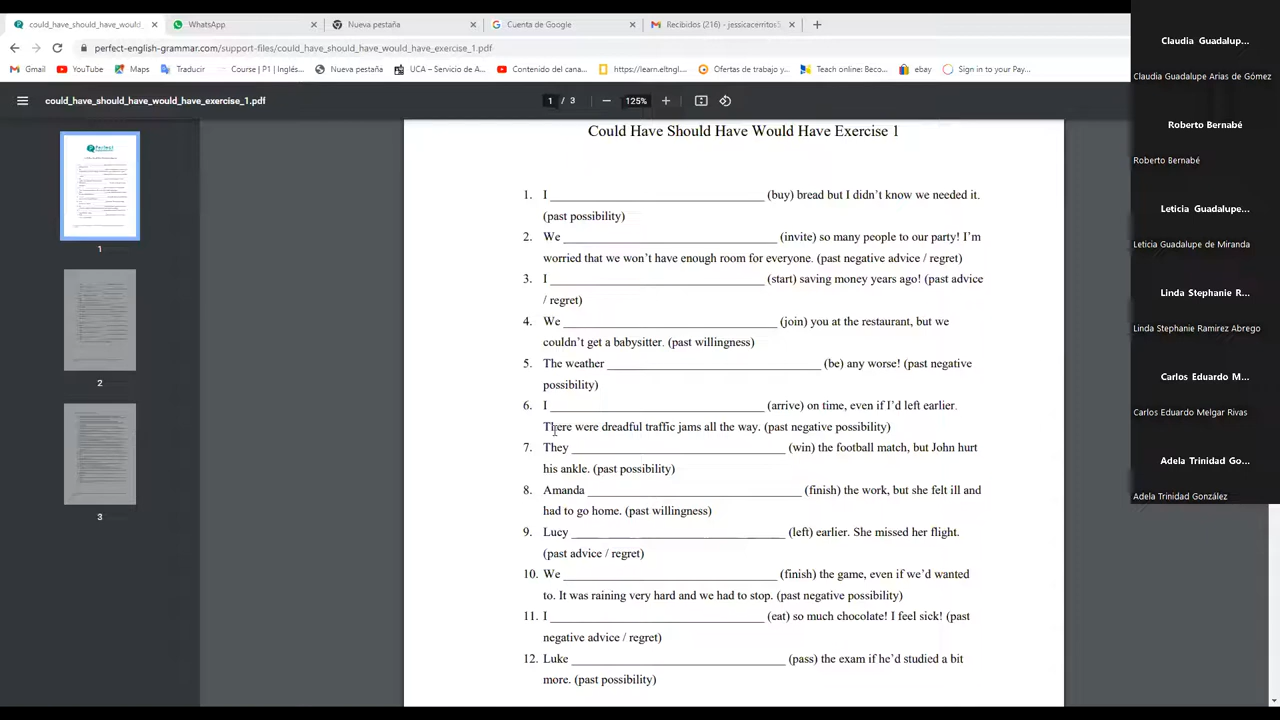 could_have_should_have_would_
WhatsApp
Nueva pestaña
Cuenta de Google
Recibidos (216) - jessicacerritos
perfect-english-grammar.com/support-files/could_have_should_have_would_have_exercise_1.pdf
Gmail
YouTube
Maps
Traducir
Course | P1 | Inglés...
Nueva pestaña
UCA – Servicio de A...
Contenido del cana...
https://learn.eltngl....
Ofertas de trabajo y...
Teach online: Beco...
ebay
Sign in to your Pay...
could_have_should_have_would_have_exercise_1.pdf
1 / 3
125%
Could Have Should Have Would Have Exercise 1
1. I ____________________ (buy) bread but I didn’t know we needed it.
(past possibility)
2. We ____________________ (invite) so many people to our party! I’m
worried that we won’t have enough room for everyone. (past negative advice / regret)
3. I ____________________ (start) saving money years ago! (past advice
/ regret)
4. We ____________________ (join) you at the restaurant, but we
couldn’t get a babysitter. (past willingness)
5. The weather ____________________ (be) any worse! (past negative
possibility)
6. I ____________________ (arrive) on time, even if I’d left earlier.
There were dreadful traffic jams all the way. (past negative possibility)
7. They ____________________ (win) the football match, but John hurt
his ankle. (past possibility)
8. Amanda ____________________ (finish) the work, but she felt ill and
had to go home. (past willingness)
9. Lucy ____________________ (left) earlier. She missed her flight.
(past advice / regret)
10. We ____________________ (finish) the game, even if we’d wanted
to. It was raining very hard and we had to stop. (past negative possibility)
11. I ____________________ (eat) so much chocolate! I feel sick! (past
negative advice / regret)
12. Luke ____________________ (pass) the exam if he’d studied a bit
more. (past possibility)
1
2
3
Claudia Guadalup...
Claudia Guadalupe Arias de Gómez
Roberto Bernabé
Roberto Bernabé
Leticia Guadalupe...
Leticia Guadalupe de Miranda
Linda Stephanie R...
Linda Stephanie Ramirez Abrego
Carlos Eduardo M...
Carlos Eduardo Melgar Rivas
Adela Trinidad Go...
Adela Trinidad González